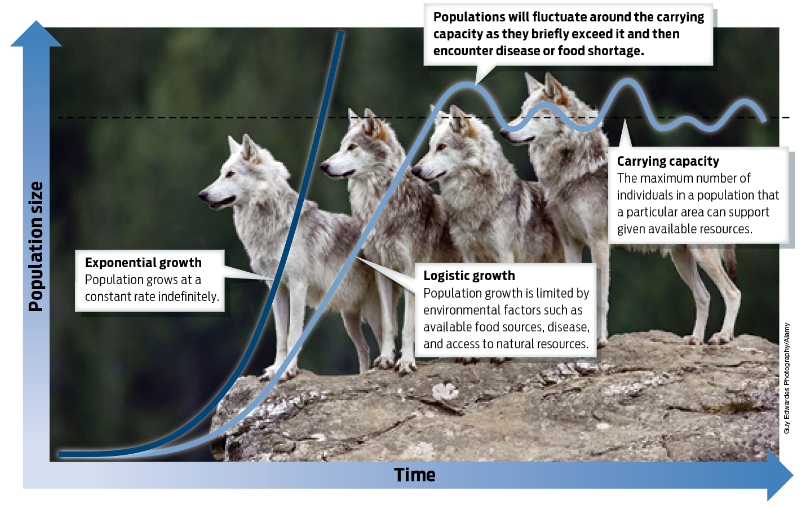 Populations will fluctuate around the carrying
capacity as they briefly exceed it and then
encounter disease or food shortage.
Carrying capacity
The maximum number of
individuals in a population that
a particular area can support
given available resources.
Exponential growth
Population grows at a
constant rate indefinitely.
Logistic growth
Population growth is limited by
environmental factors such as
available food sources, disease,
and access to natural resources.
Population size
Time
Guy Edwardes Photography/Alamy